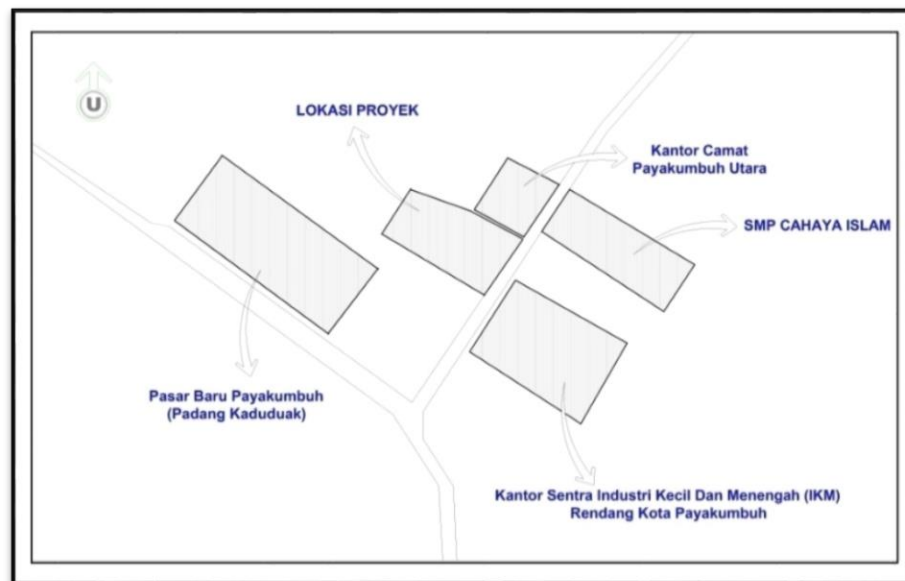 U
LOKASI PROYEK
Kantor Camat
Payakumbuh Utara
SMP CAHAYA ISLAM
Pasar Baru Payakumbuh
(Padang Kaduduak)
Kantor Sentra Industri Kecil Dan Menengah (IKM)
Rendang Kota Payakumbuh